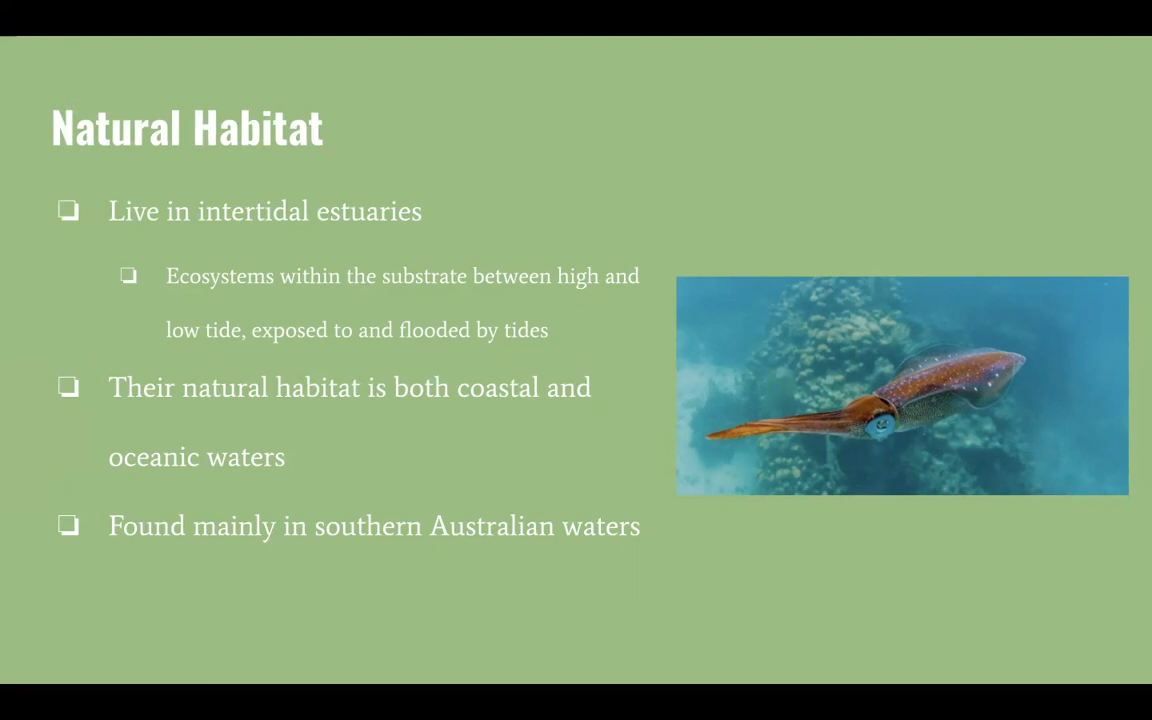 Natural Habitat
❏ Live in intertidal estuaries
❏ Ecosystems within the substrate between high and
low tide, exposed to and flooded by tides
❏ Their natural habitat is both coastal and
oceanic waters
❏ Found mainly in southern Australian waters